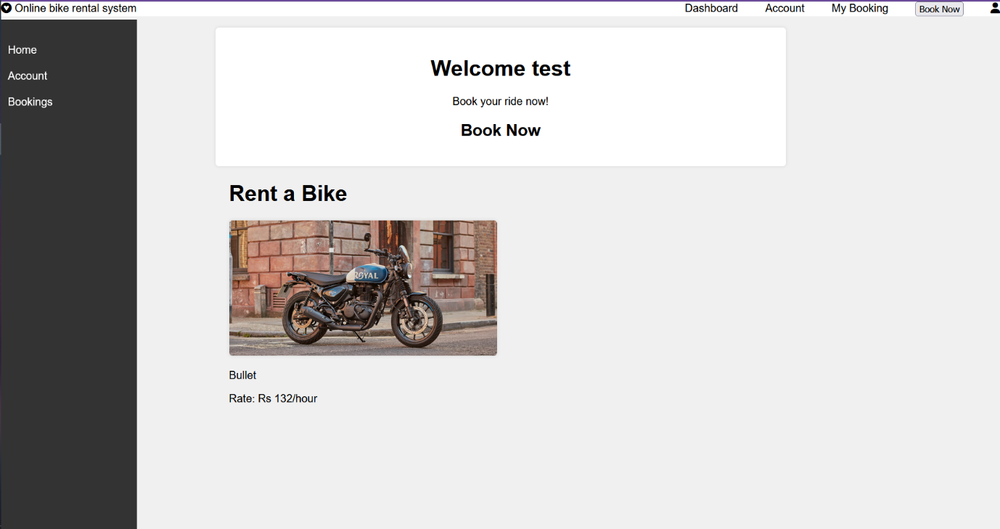 Online bike rental system
Dashboard
Account
My Booking
Book Now
Home
Account
Bookings
Welcome test
Book your ride now!
Book Now
Rent a Bike
ROYAL
Bullet
Rate: Rs 132/hour